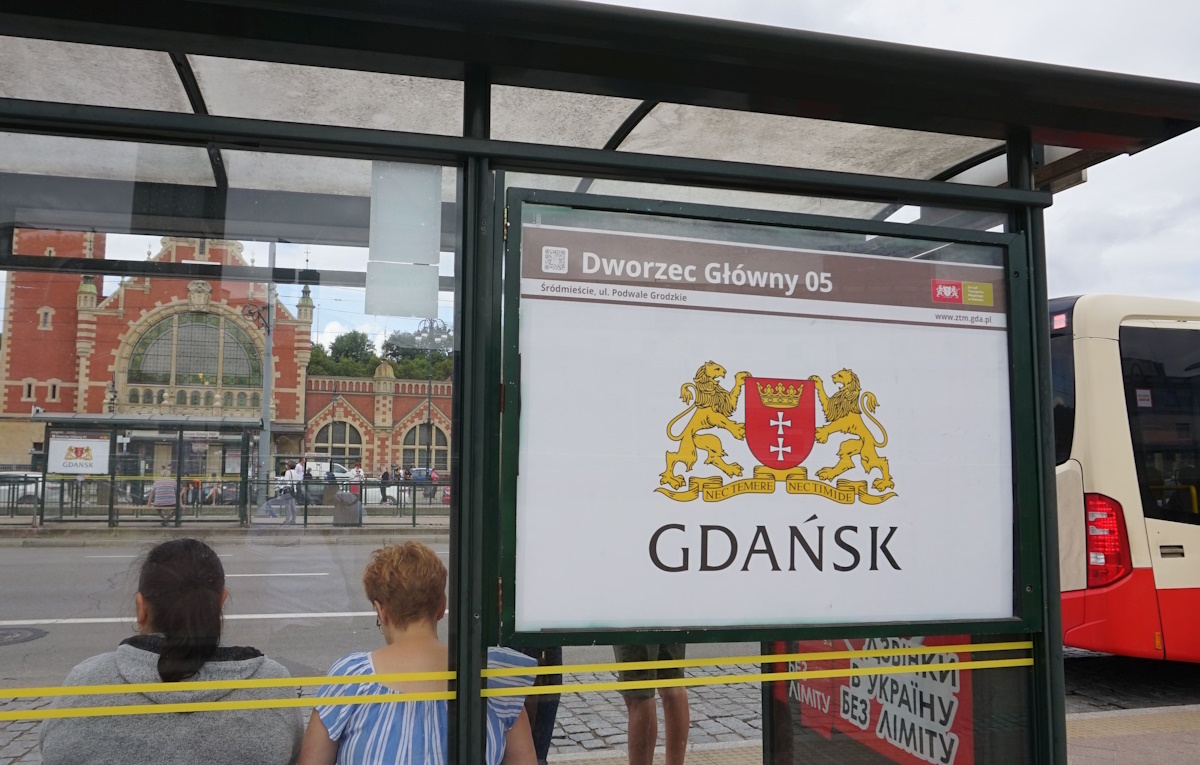 Dworzec Główny 05
Śródmieście, ul. Podwale Grodzkie
www.ztm.gda.pl
NEC TEMERE NEC TIMIDE
GDAŃSK
GDAŃSK
БЕЗ
ЛІМІТУ
ДЗВІНКИ
В УКРАЇНУ
БЕЗ ЛІМІТУ